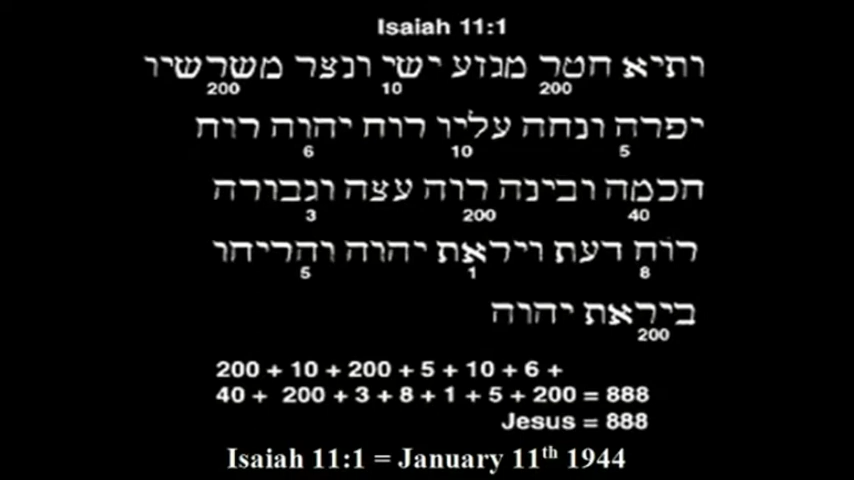 Isaiah 11:1
ותיא חטר מגזע ישי ונצר משרשיו
200 10 200
יפרה ונחה עליו רוח יהוה רוח
6 10 5
חכמה ובינה רוה עצה וגבורה
3 200 40
רוח דעת ויראת יהוה והריחו
5 1 8
ביראת יהוה
200
200 + 10 + 200 + 5 + 10 + 6 +
40 + 200 + 3 + 8 + 1 + 5 + 200 = 888
Jesus = 888
Isaiah 11:1 = January 11th 1944